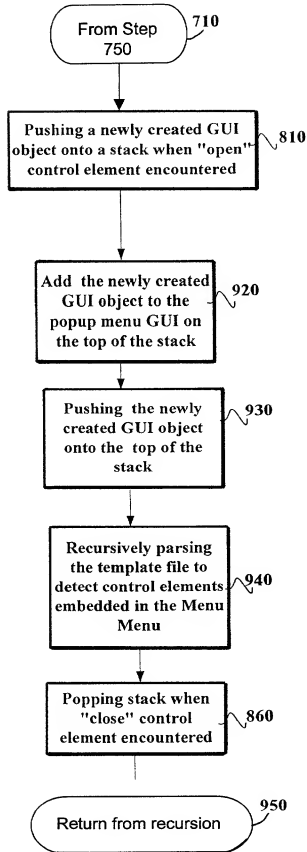 From Step
750
710
Pushing a newly created GUI
object onto a stack when "open"
control element encountered
810
Add the newly created
GUI object to the
popup menu GUI on
the top of the stack
920
Pushing the newly
created GUI object
onto the top of the
stack
930
Recursively parsing
the template file to
detect control elements
embedded in the Menu
Menu
940
Popping stack when
"close" control
element encountered
860
Return from recursion
950